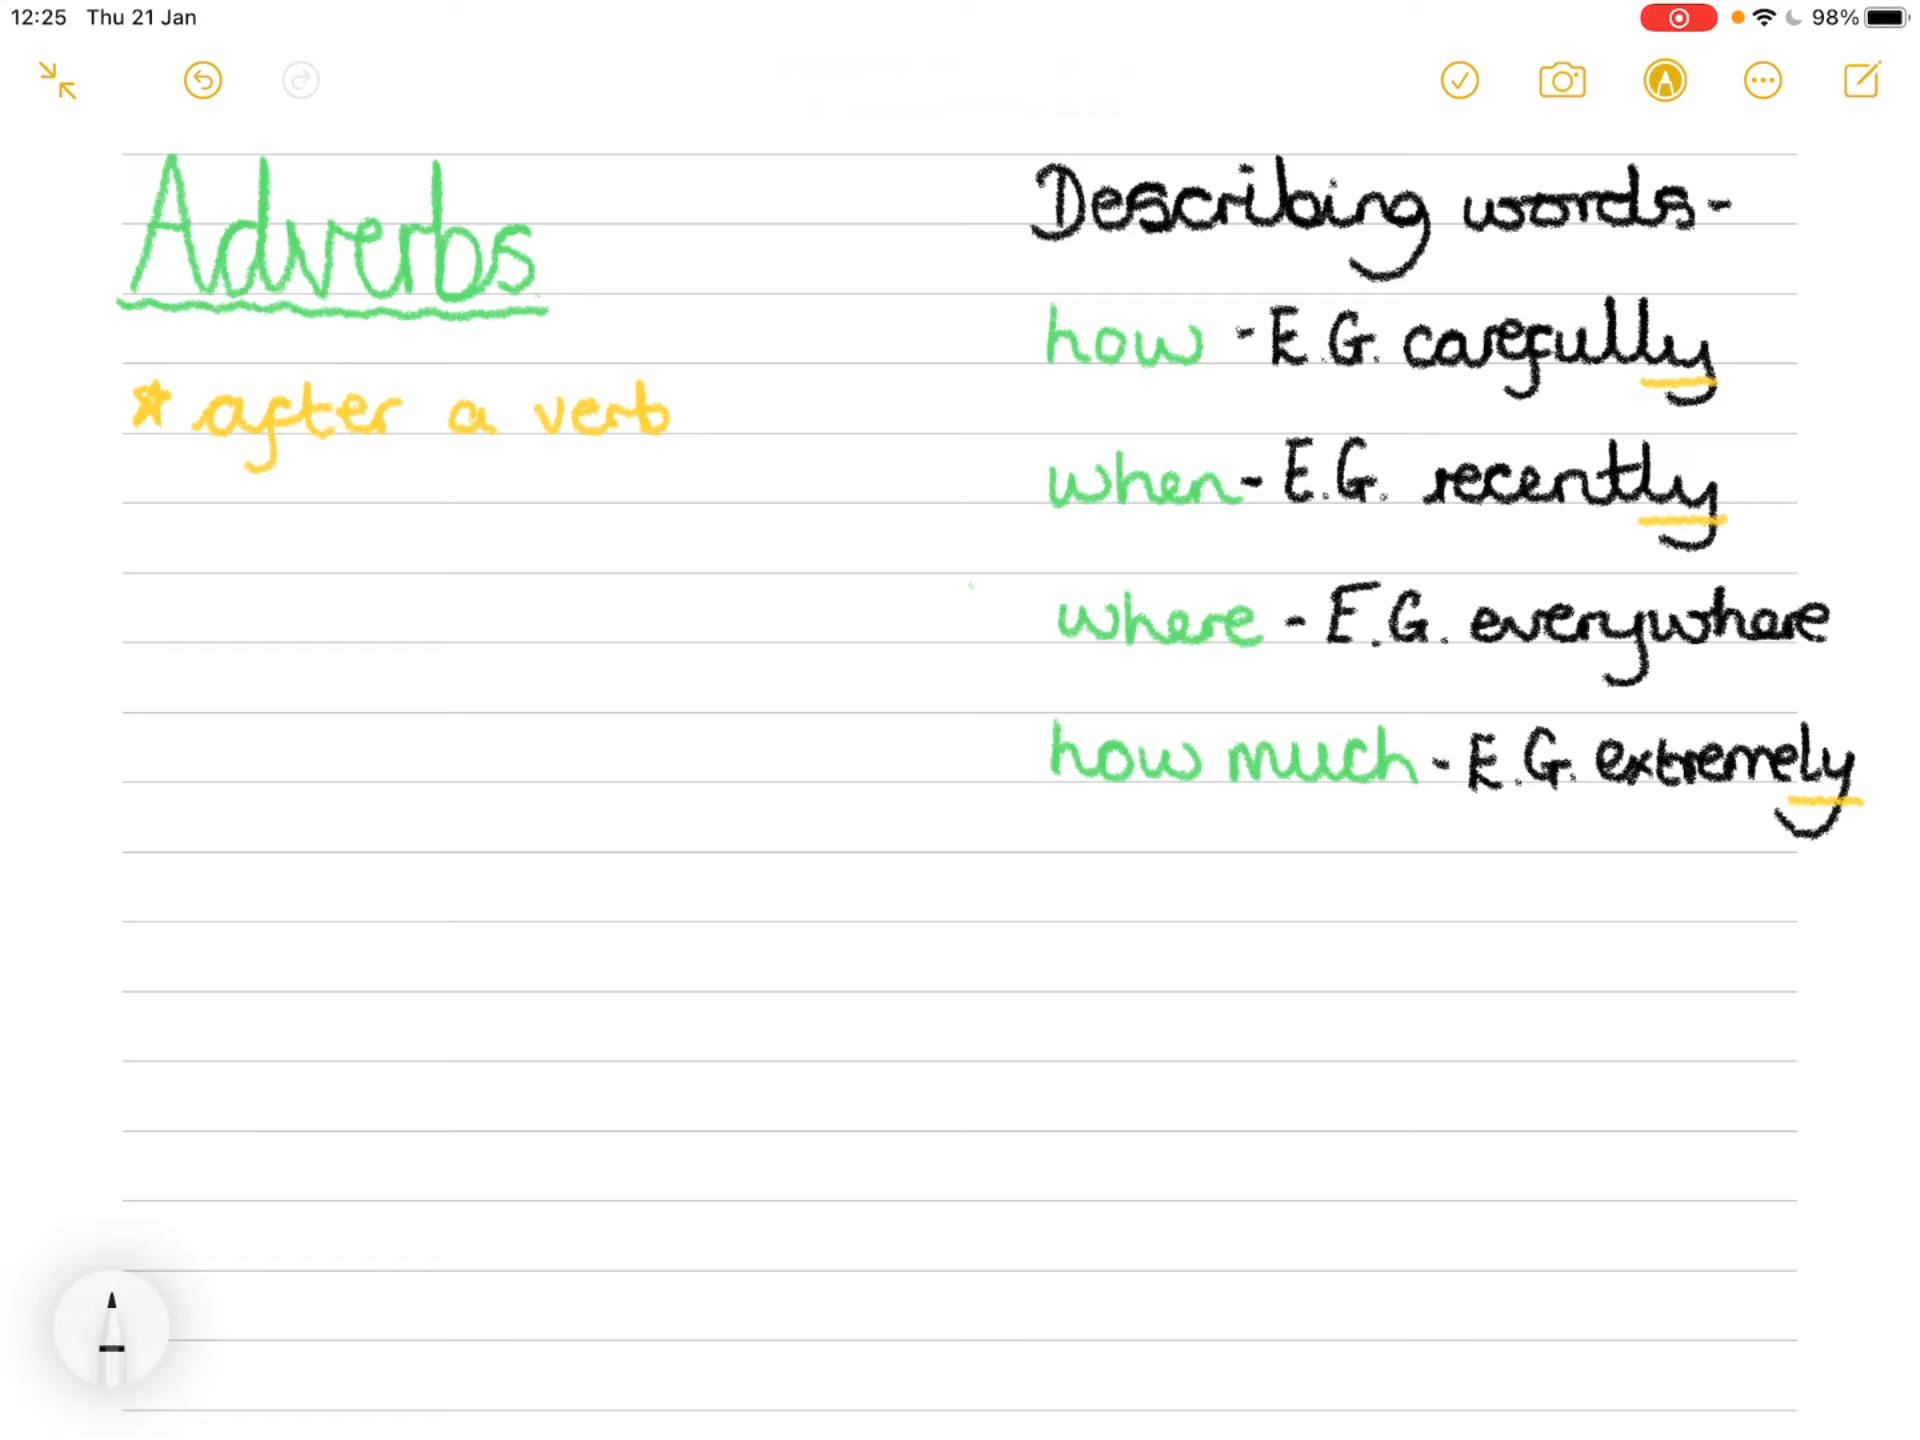 12:25 Thu 21 Jan
98%
Adverbs
* after a verb
Describing words-
how - E.G. carefully
when - E.G. recently
where - E.G. everywhere
how much - E.G. extremely